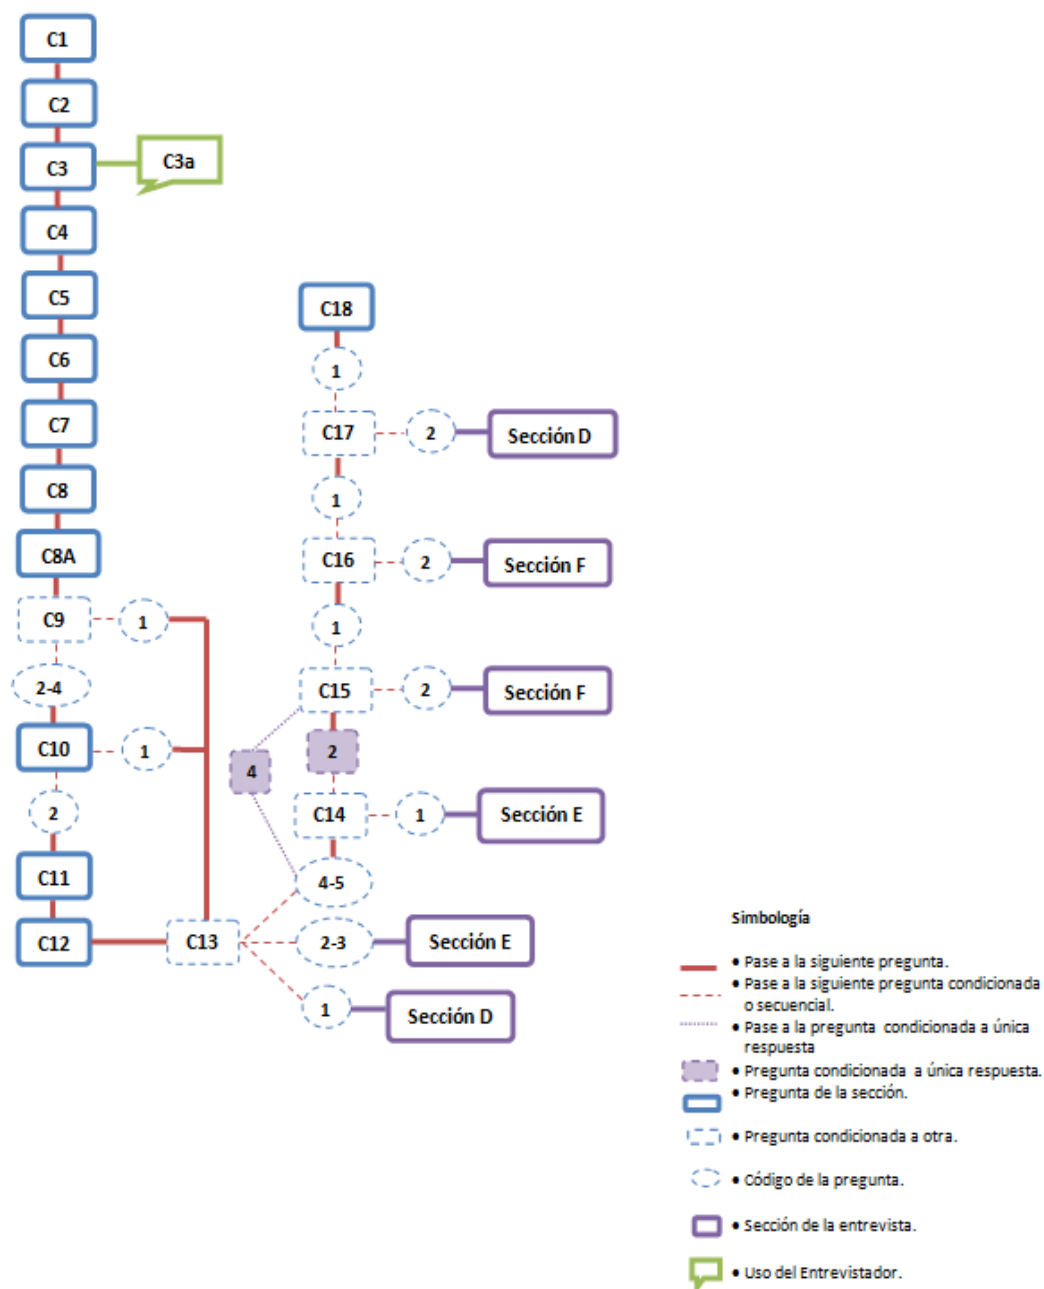 C1
C2
C3
C3a
C4
C5
C18
C6
1
C7
C17
2
Sección D
C8
1
C8A
C16
2
Sección F
C9
1
1
2-4
C15
2
Sección F
C10
1
4
2
2
C14
1
Sección E
C11
4-5
C12
C13
2-3
Sección E
1
Sección D
Simbología
• Pase a la siguiente pregunta.
• Pase a la siguiente pregunta condicionada
o secuencial.
• Pase a la pregunta condicionada a única
respuesta
• Pregunta condicionada a única respuesta.
• Pregunta de la sección.
• Pregunta condicionada a otra.
• Código de la pregunta.
• Sección de la entrevista.
• Uso del Entrevistador.